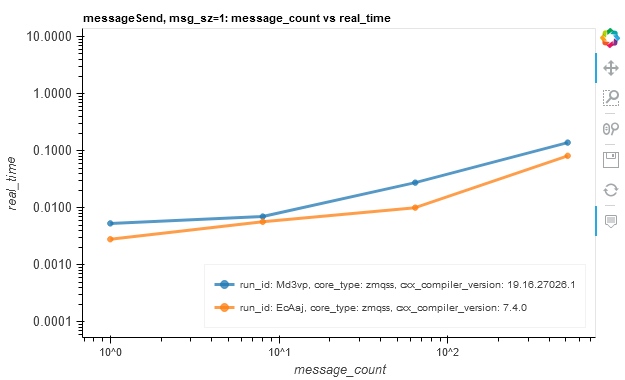 messageSend, msg_sz=1: message_count vs real_time
10.0000
1.0000
0.1000
0.0100
0.0010
0.0001
real_time
run_id: Md3vp, core_type: zmqss, cxx_compiler_version: 19.16.27026.1
run_id: EcAaj, core_type: zmqss, cxx_compiler_version: 7.4.0
10^0
10^1
10^2
message_count